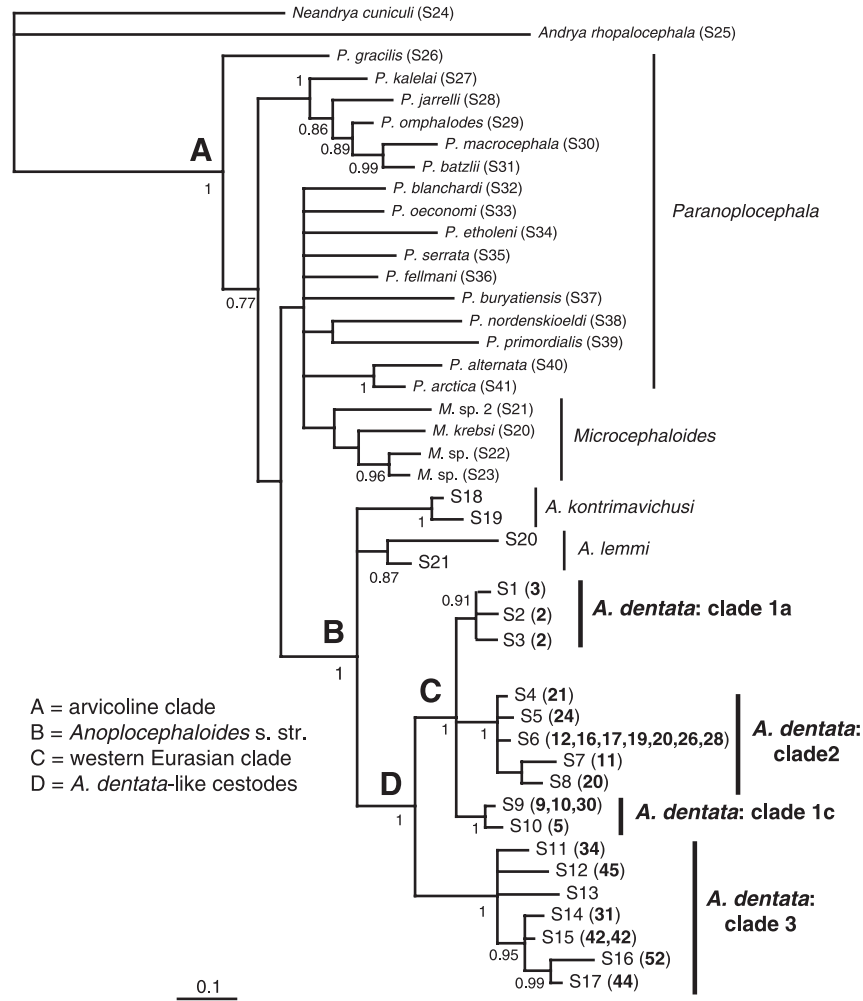 Neandrya cuniculi (S24)
Andrya rhopalocephala (S25)
P. gracilis (S26)
1
P. kalelai (S27)
P. jarrelli (S28)
0.86
P. omphalodes (S29)
0.89
P. macrocephala (S30)
0.99
P. batzlii (S31)
A
1
P. blanchardi (S32)
P. oeconomi (S33)
Paranoplocephala
P. etholeni (S34)
P. serrata (S35)
P. fellmani (S36)
0.77
P. buryatiensis (S37)
P. nordenskioeldi (S38)
P. primordialis (S39)
P. alternata (S40)
1
P. arctica (S41)
M. sp. 2 (S21)
M. krebsi (S20)
Microcephaloides
M. sp. (S22)
0.96
M. sp. (S23)
S18
1
S19
A. kontrimavichusi
S20
S21
0.87
A. lemmi
0.91
S1 (3)
S2 (2)
S3 (2)
A. dentata: clade 1a
B
1
C
1
S4 (21)
S5 (24)
1
S6 (12,16,17,19,20,26,28)
S7 (11)
S8 (20)
A. dentata:
clade2
A = arvicoline clade
B = Anoplocephaloides s. str.
C = western Eurasian clade
D = A. dentata-like cestodes
D
1
S9 (9,10,30)
1
S10 (5)
A. dentata: clade 1c
S11 (34)
S12 (45)
S13
1
S14 (31)
S15 (42,42)
0.95
S16 (52)
0.99
S17 (44)
A. dentata:
clade 3
0.1